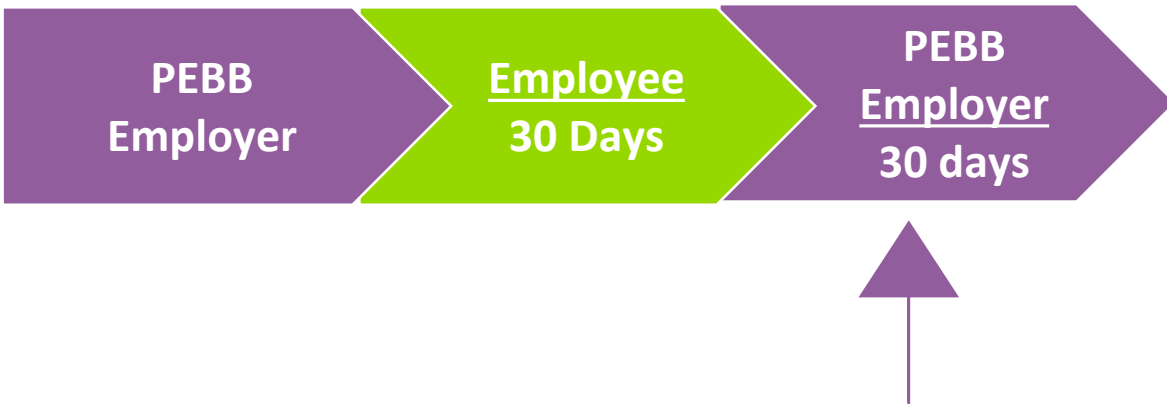 PEBB
Employer
Employee
30 Days
PEBB
Employer
30 days